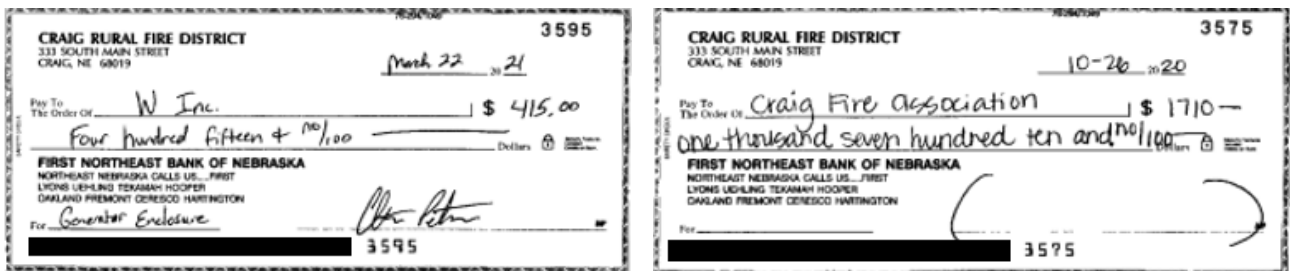 3595
CRAIG RURAL FIRE DISTRICT
333 SOUTH MAIN STREET
CRAIG, NE 68019
March 22 20 21
Pay To
The Order Of W Inc. $ 415.00
Four hundred fifteen & no/100 Dollars
FIRST NORTHEAST BANK OF NEBRASKA
NORTHEAST NEBRASKA CALLS US....FIRST
LYONS UEHLING TEKAMAH HOOPER
OAKLAND FREMONT CERESCO HARTINGTON
For Generator Enclosure
3595
3575
CRAIG RURAL FIRE DISTRICT
333 SOUTH MAIN STREET
CRAIG, NE 68019
10-26 20 20
Pay To
The Order Of Craig Fire Association $ 1710—
one thousand seven hundred ten and no/100 Dollars
FIRST NORTHEAST BANK OF NEBRASKA
NORTHEAST NEBRASKA CALLS US....FIRST
LYONS UEHLING TEKAMAH HOOPER
OAKLAND FREMONT CERESCO HARTINGTON
For
3575